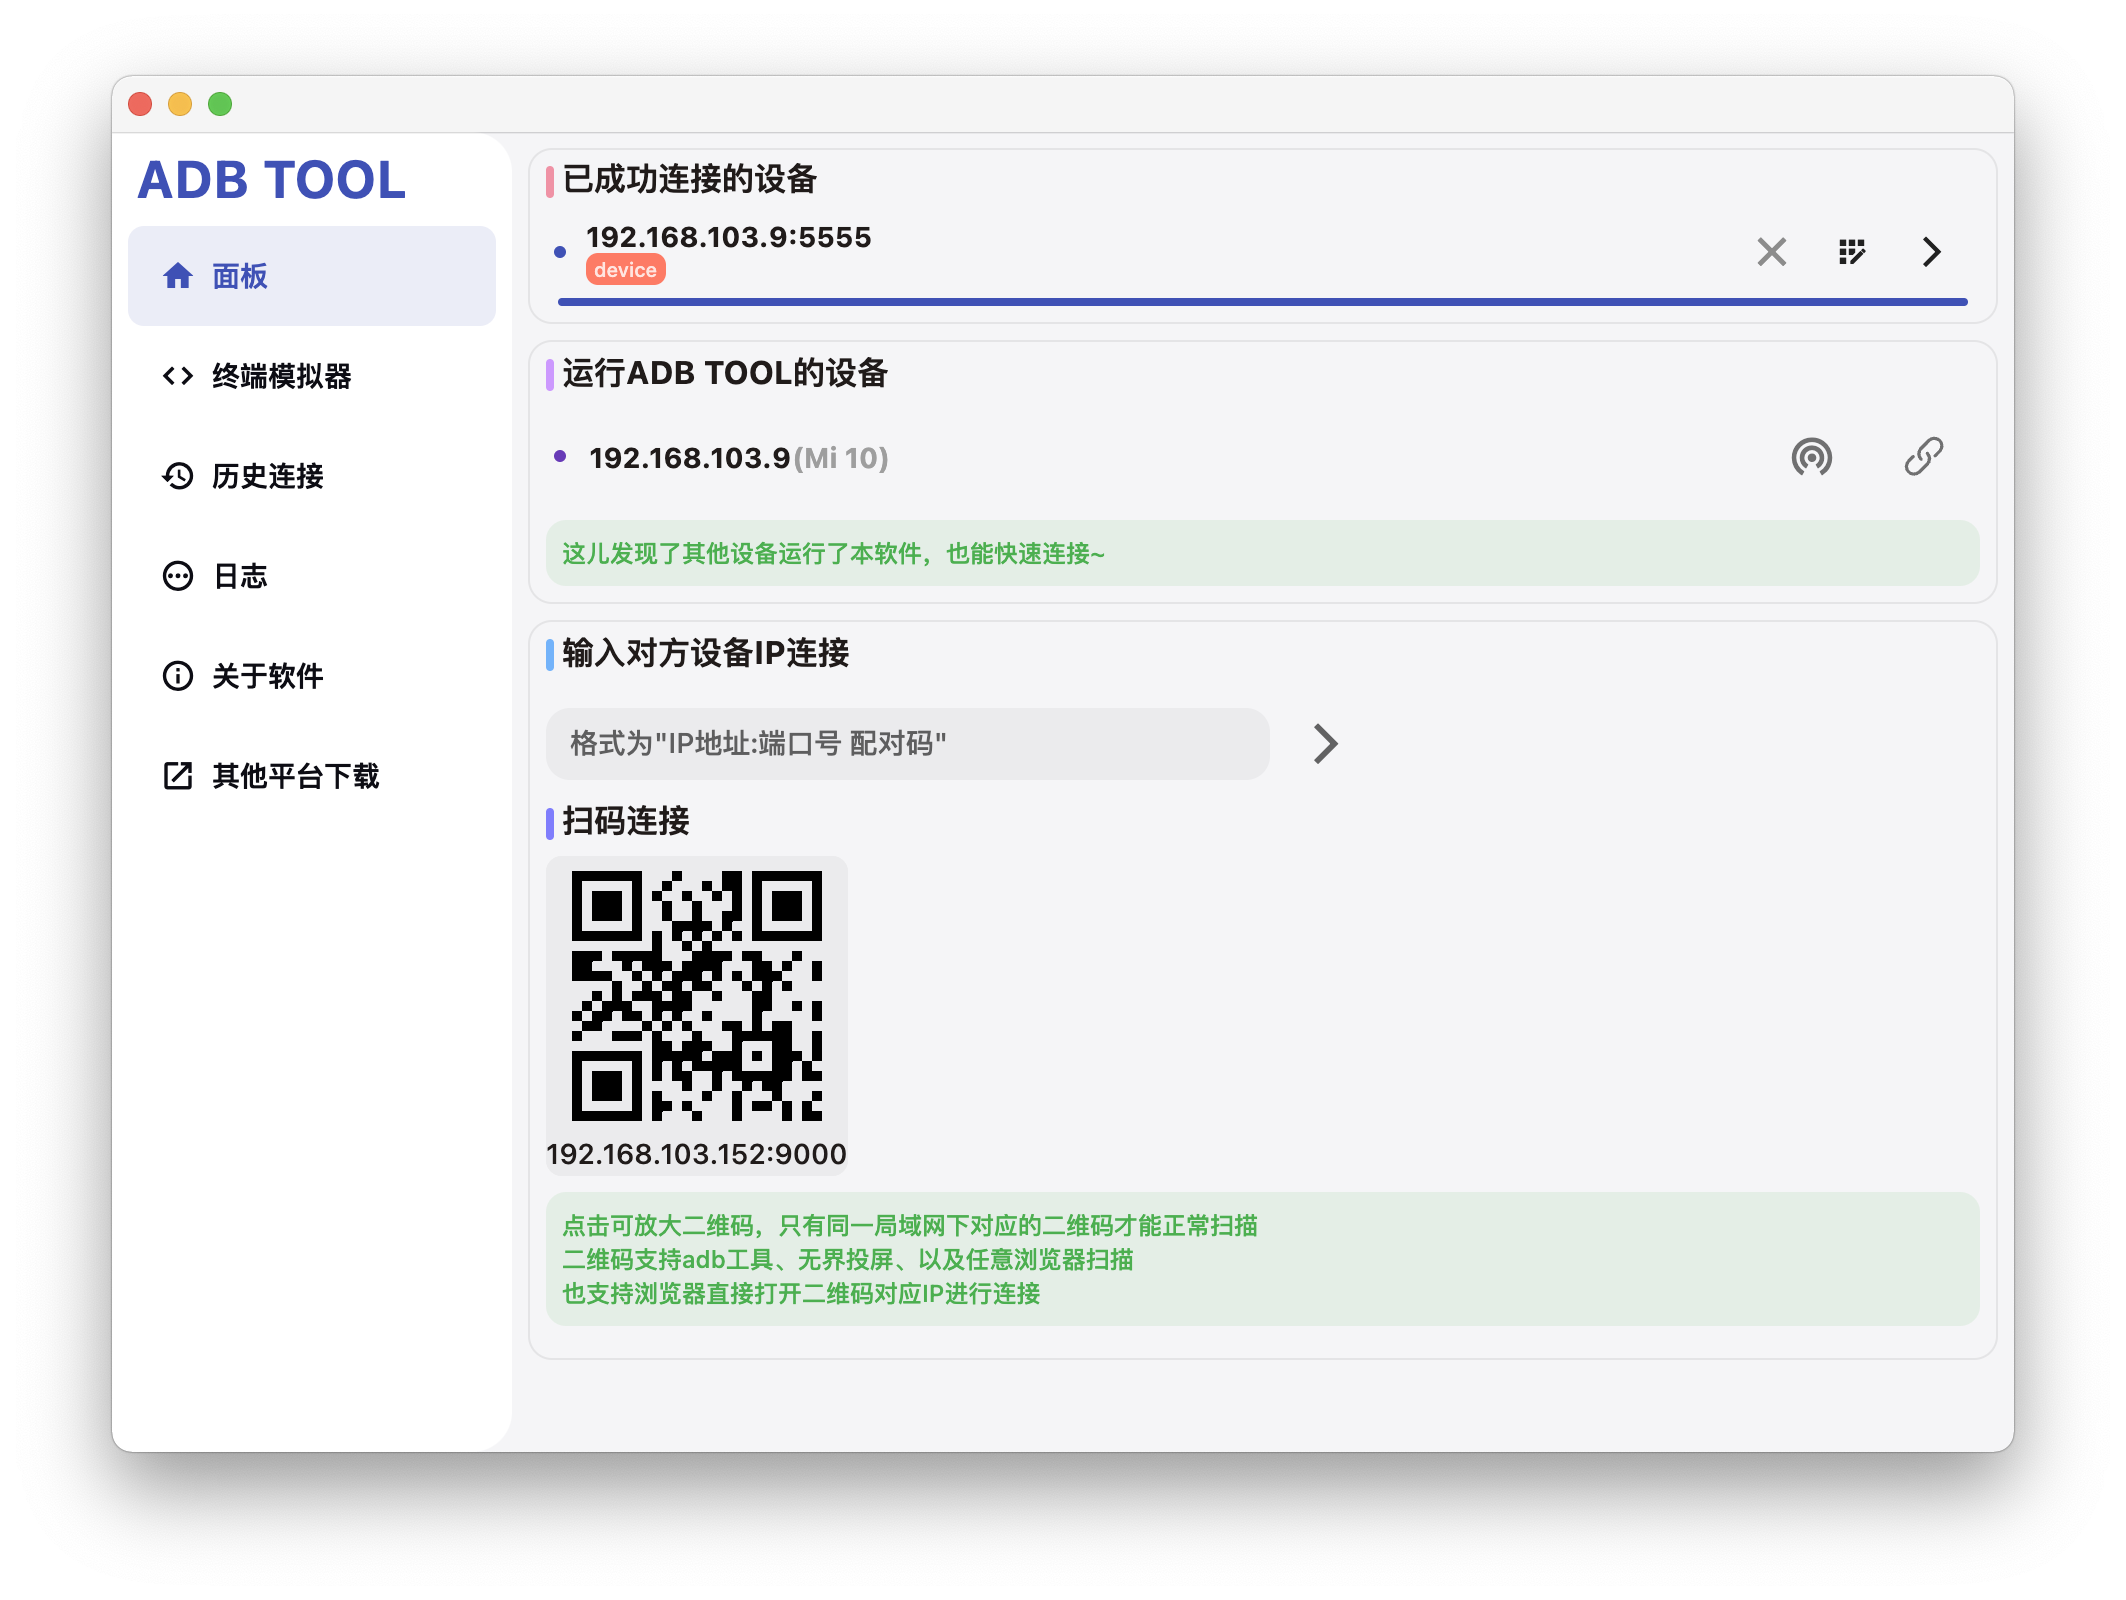 ADB TOOL
面板
终端模拟器
历史连接
日志
关于软件
其他平台下载
已成功连接的设备
192.168.103.9:5555
device
运行ADB TOOL的设备
192.168.103.9(Mi 10)
这儿发现了其他设备运行了本软件，也能快速连接~
输入对方设备IP连接
格式为"IP地址:端口号 配对码"
扫码连接
192.168.103.152:9000
点击可放大二维码，只有同一局域网下对应的二维码才能正常扫描
二维码支持adb工具、无界投屏、以及任意浏览器扫描
也支持浏览器直接打开二维码对应IP进行连接